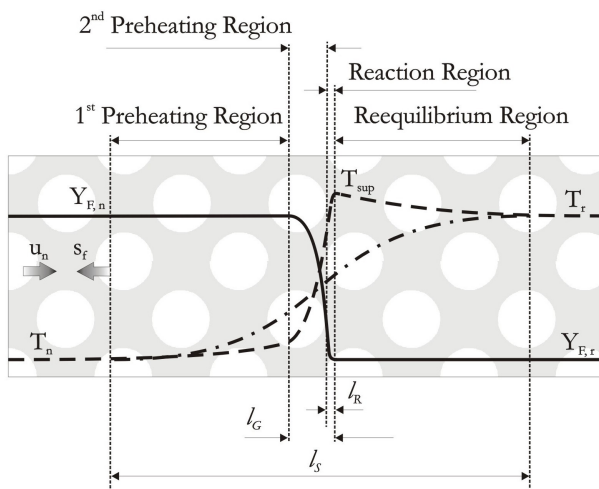 2nd Preheating Region
Reaction Region
1st Preheating Region
Reequilibrium Region
YF, n
Tsup
Tr
un
sf
Tn
YF, r
lR
lG
lS